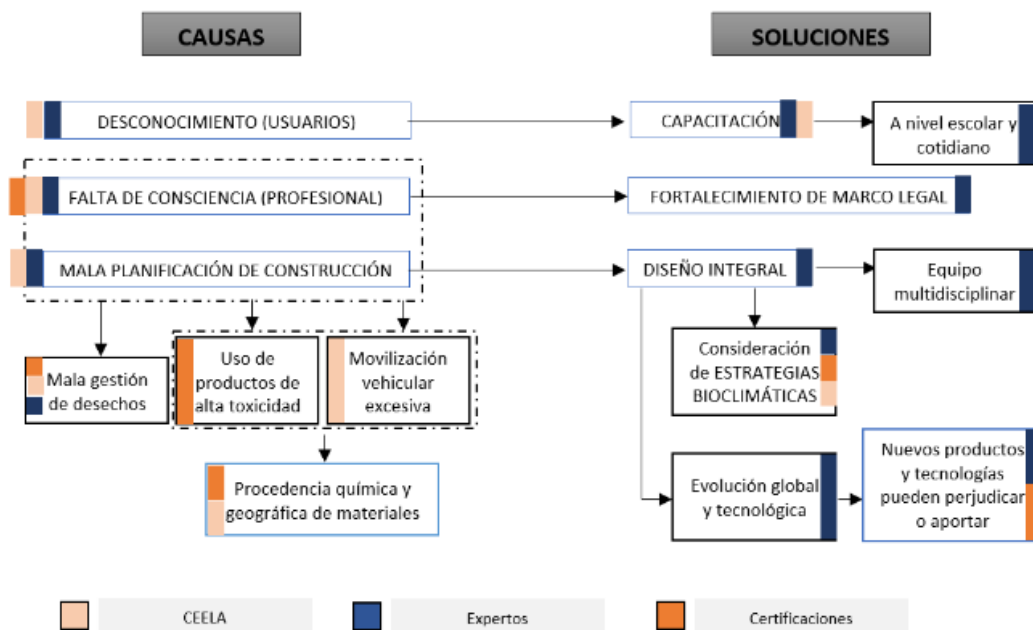 CAUSAS
SOLUCIONES
DESCONOCIMIENTO (USUARIOS)
CAPACITACIÓN
A nivel escolar y
cotidiano
FALTA DE CONSCIENCIA (PROFESIONAL)
FORTALECIMIENTO DE MARCO LEGAL
MALA PLANIFICACIÓN DE CONSTRUCCIÓN
DISEÑO INTEGRAL
Equipo
multidisciplinar
Mala gestión
de desechos
Uso de
productos de
alta toxicidad
Movilización
vehicular
excesiva
Consideración
de ESTRATEGIAS
BIOCLIMÁTICAS
Procedencia química y
geográfica de materiales
Evolución global
y tecnológica
Nuevos productos
y tecnologías
pueden perjudicar
o aportar
CEELA
Expertos
Certificaciones